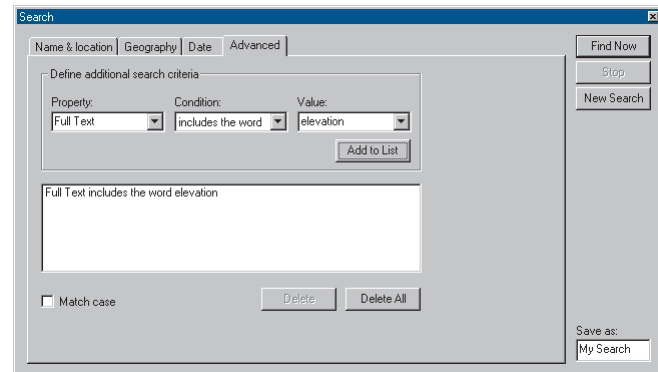 Search
Name & location Geography Date Advanced
Find Now
Stop
New Search
Define additional search criteria
Property: Condition: Value:
Full Text includes the word elevation
Add to List
Full Text includes the word elevation
Match case Delete Delete All
Save as:
My Search